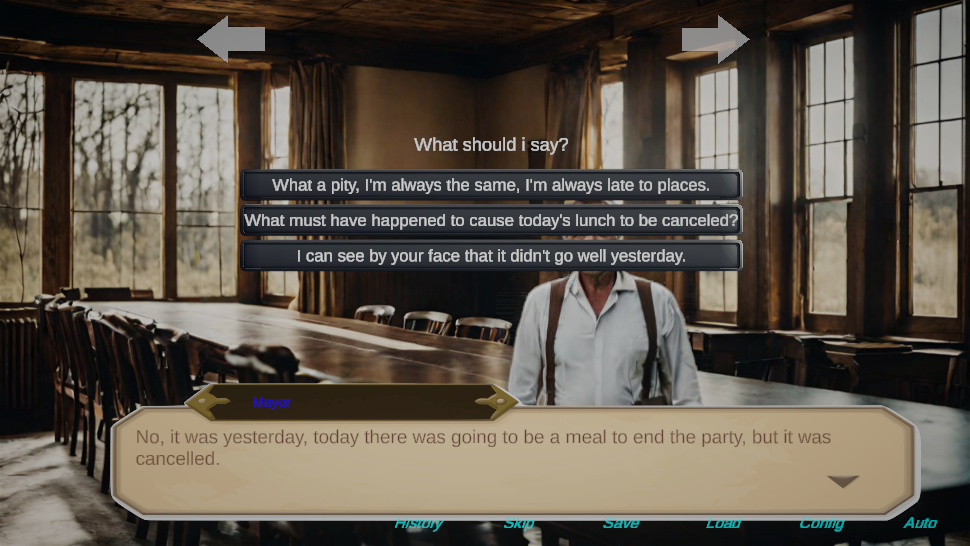 What should i say?
What a pity, I'm always the same, I'm always late to places.
What must have happened to cause today's lunch to be canceled?
I can see by your face that it didn't go well yesterday.
Mayor
No, it was yesterday, today there was going to be a meal to end the party, but it was
cancelled.
History Skip Save Load Config Auto